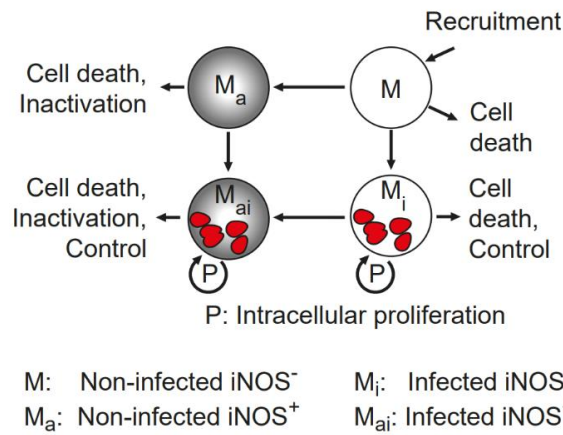 Recruitment
Cell death,
Inactivation
Mₐ
M
Cell
death
Cell death,
Inactivation,
Control
Mₐᵢ
Mᵢ
Cell
death,
Control
P
P
P: Intracellular proliferation
M: Non-infected iNOS⁻ Mᵢ: Infected iNOS
Mₐ: Non-infected iNOS⁺ Mₐᵢ: Infected iNOS